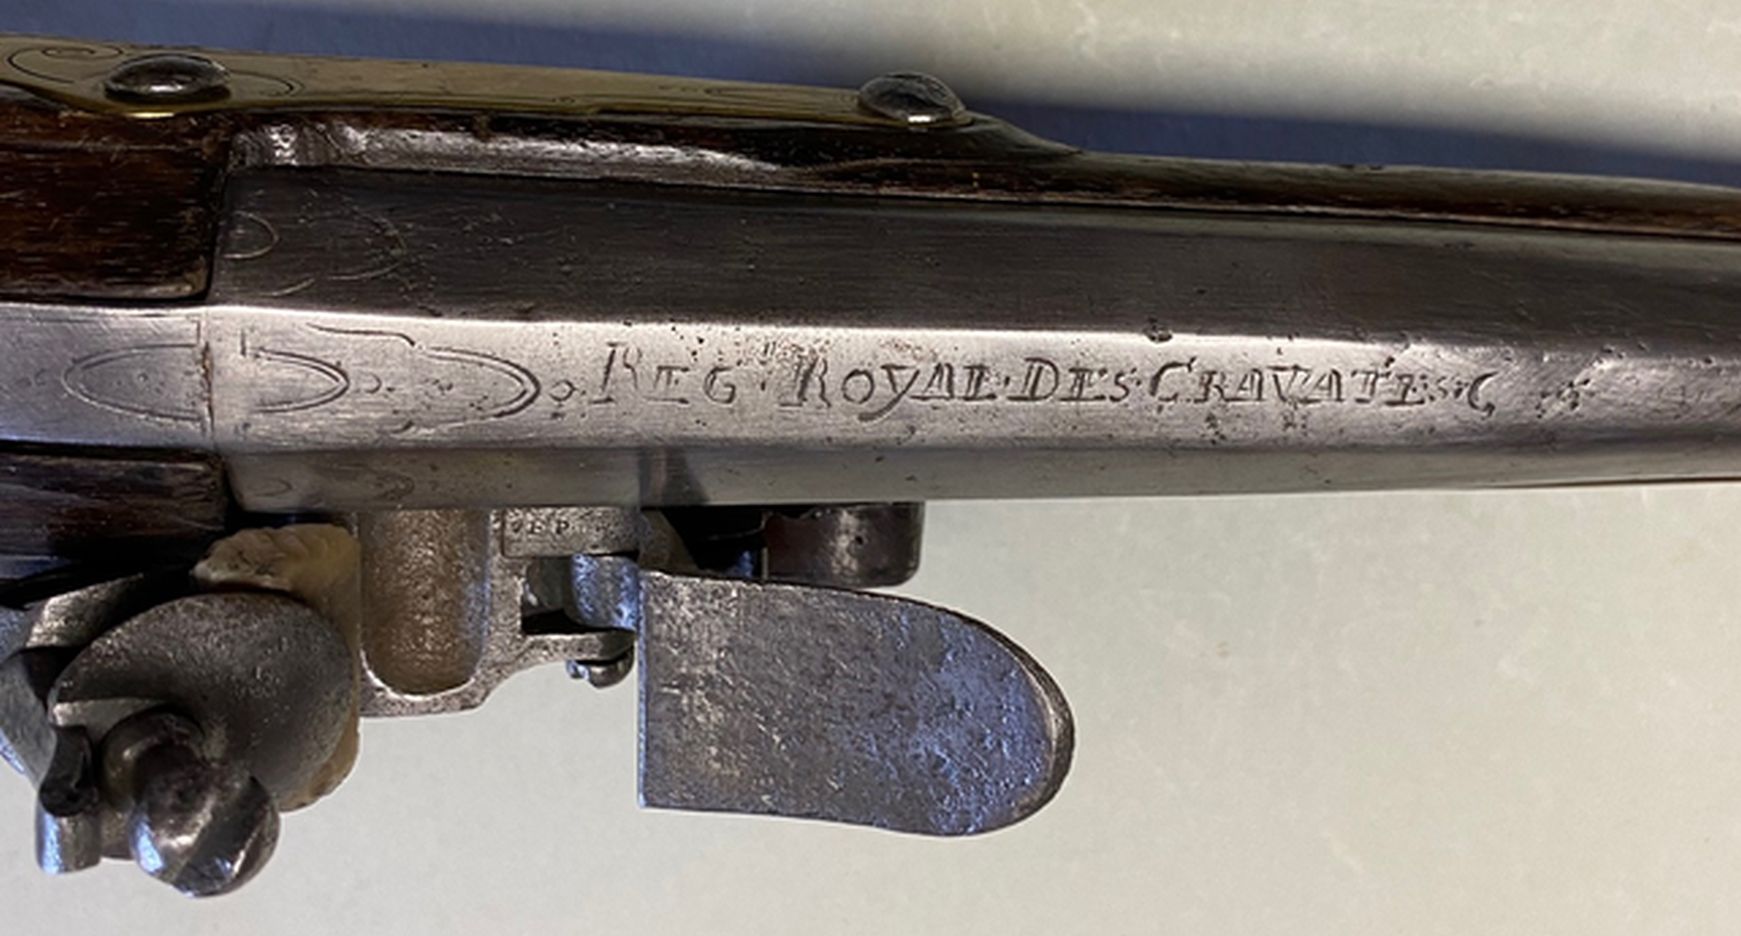 REG · ROYAL · DES · CRAVATES · C